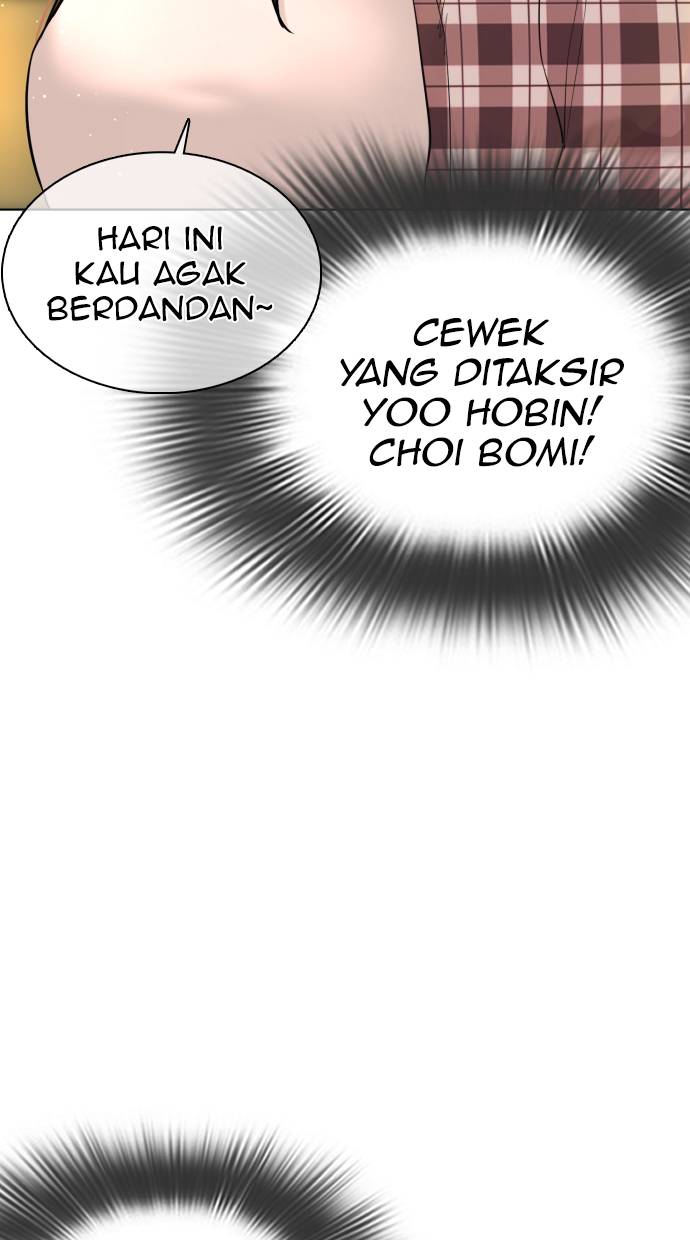 HARI INI
KAU AGAK
BERDANDAN~
CEWEK
YANG DITAKSIR
YOO HOBIN!
CHOI BOMI!